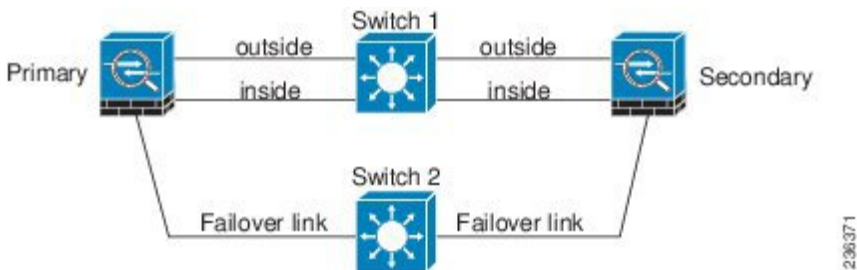 Switch 1
outside outside
Primary Secondary
inside inside
Switch 2
Failover link Failover link
236371